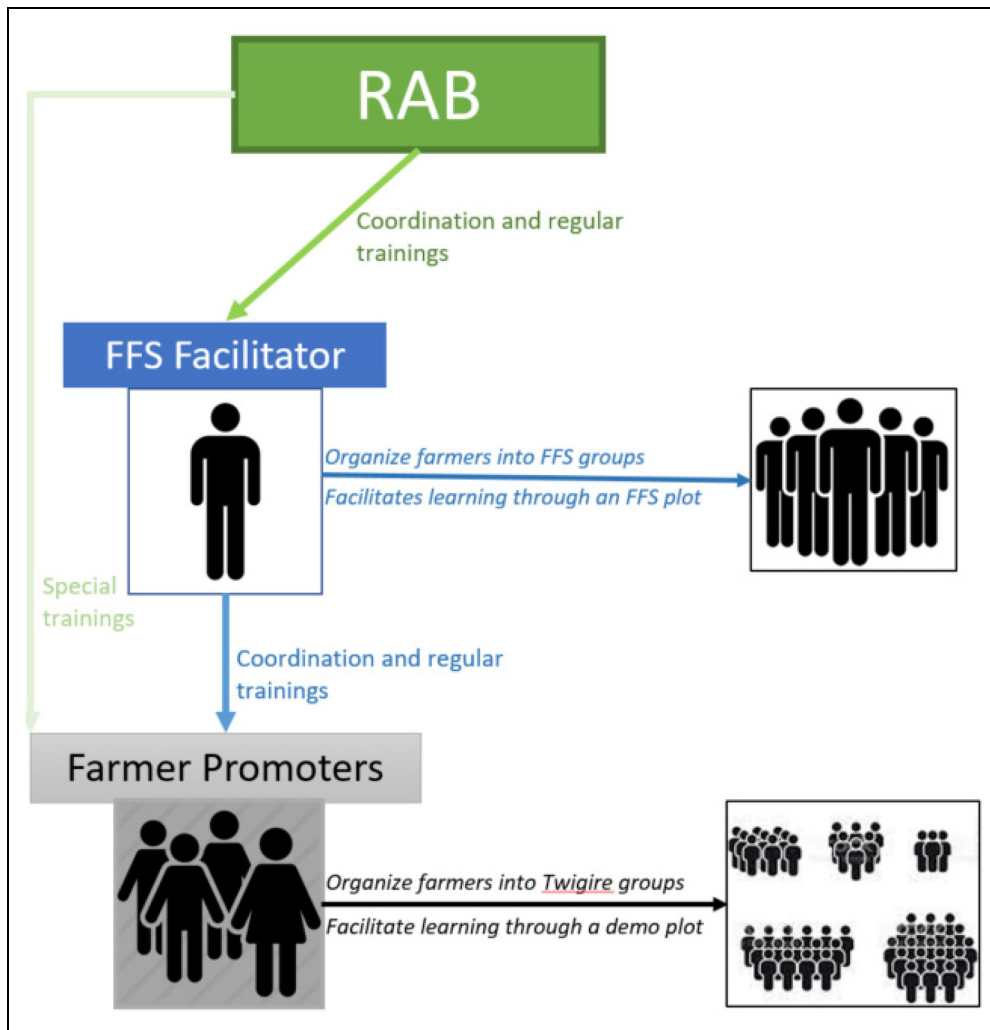 RAB
Coordination and regular
trainings
FFS Facilitator
Organize farmers into FFS groups
Facilitates learning through an FFS plot
Special
trainings
Coordination and regular
trainings
Farmer Promoters
Organize farmers into Twigire groups
Facilitate learning through a demo plot